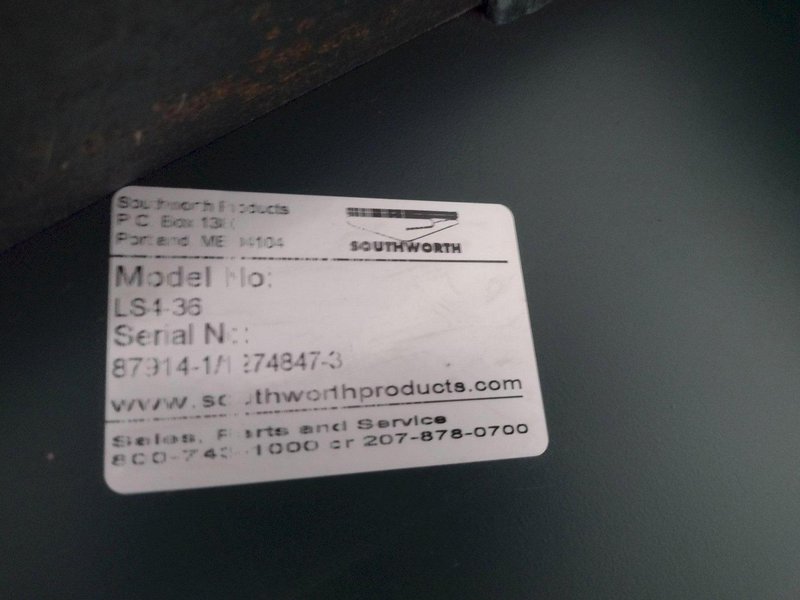 Southworth Products
P.O. Box
Portland, ME 04104
SOUTHWORTH
Model No:
LS4-36
Serial No:
www.southworthproducts.com
Sales, Parts and Service
or 207-878-0700